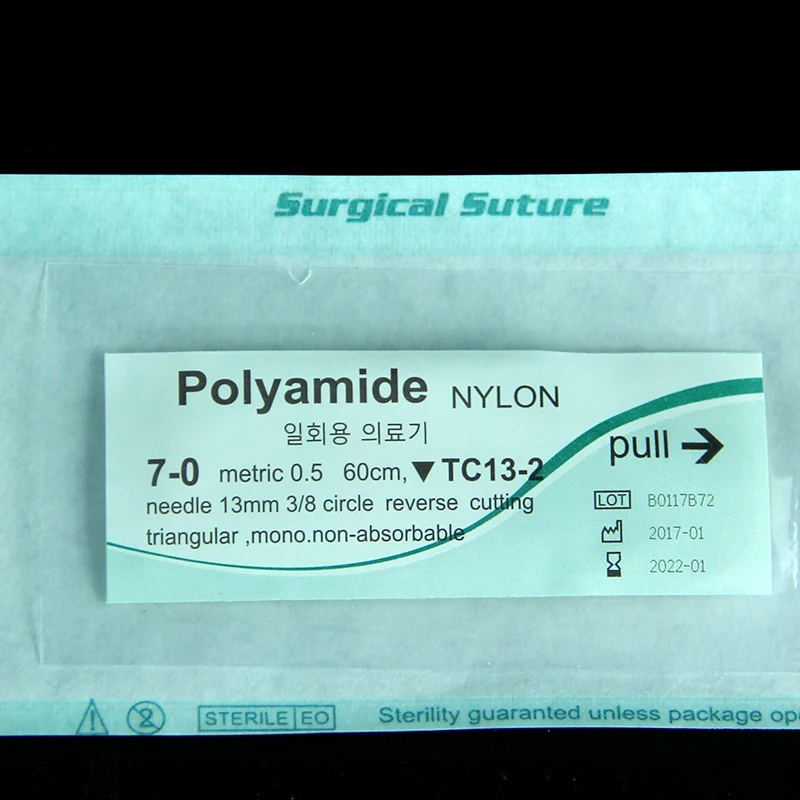 Surgical Suture
Polyamide NYLON
일회용 의료기
7-0 metric 0.5 60cm, ▼ TC13-2
needle 13mm 3/8 circle reverse cutting
triangular ,mono.non-absorbable
pull →
LOT B0117B72
2017-01
2022-01
2 STERILE EO Sterility guaranteed unless package